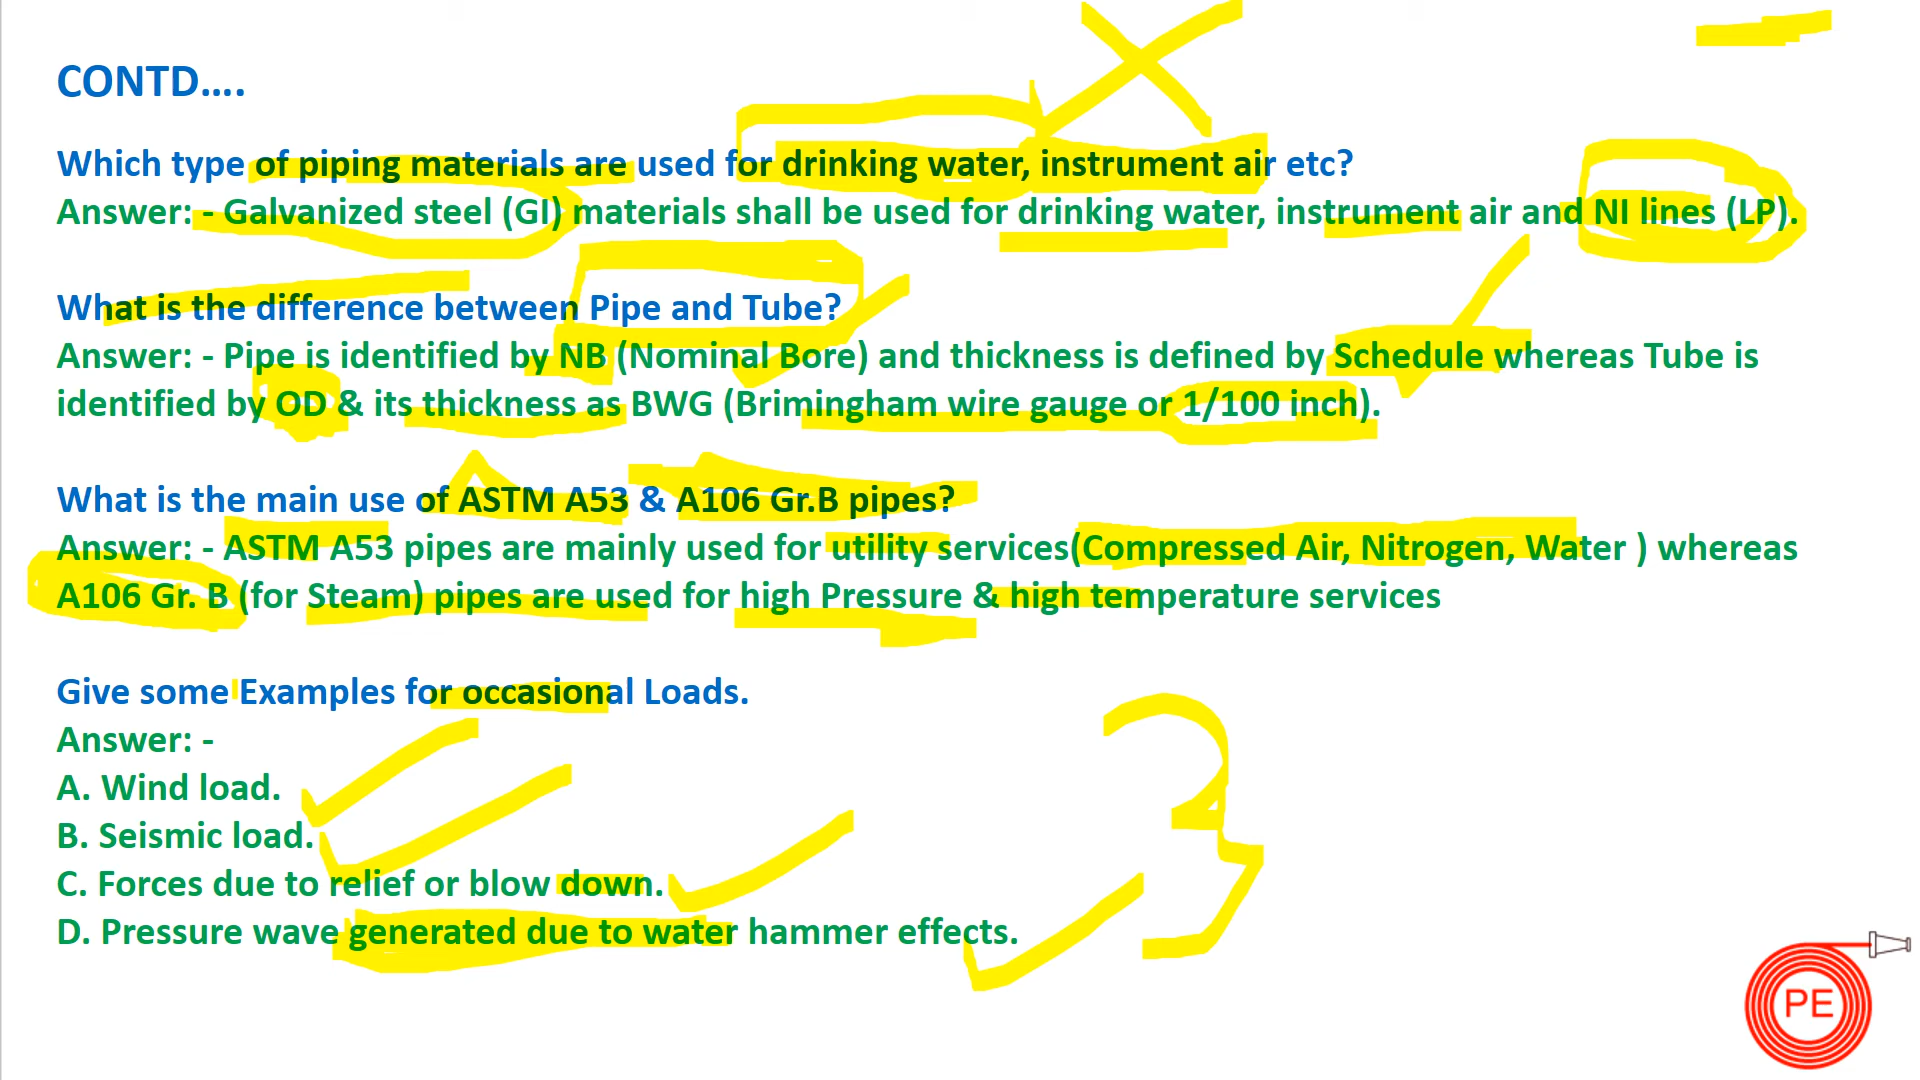 CONTD....
Which type of piping materials are used for drinking water, instrument air etc?
Answer: - Galvanized steel (GI) materials shall be used for drinking water, instrument air and NI lines (LP).
What is the difference between Pipe and Tube?
Answer: - Pipe is identified by NB (Nominal Bore) and thickness is defined by Schedule whereas Tube is
identified by OD & its thickness as BWG (Brimingham wire gauge or 1/100 inch).
What is the main use of ASTM A53 & A106 Gr.B pipes?
Answer: - ASTM A53 pipes are mainly used for utility services(Compressed Air, Nitrogen, Water ) whereas
A106 Gr. B (for Steam) pipes are used for high Pressure & high temperature services
Give some Examples for occasional Loads.
Answer: -
A. Wind load.
B. Seismic load.
C. Forces due to relief or blow down.
D. Pressure wave generated due to water hammer effects.
PE